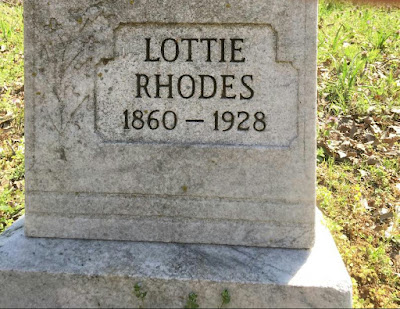 LOTTIE
RHODES
1860 – 1928